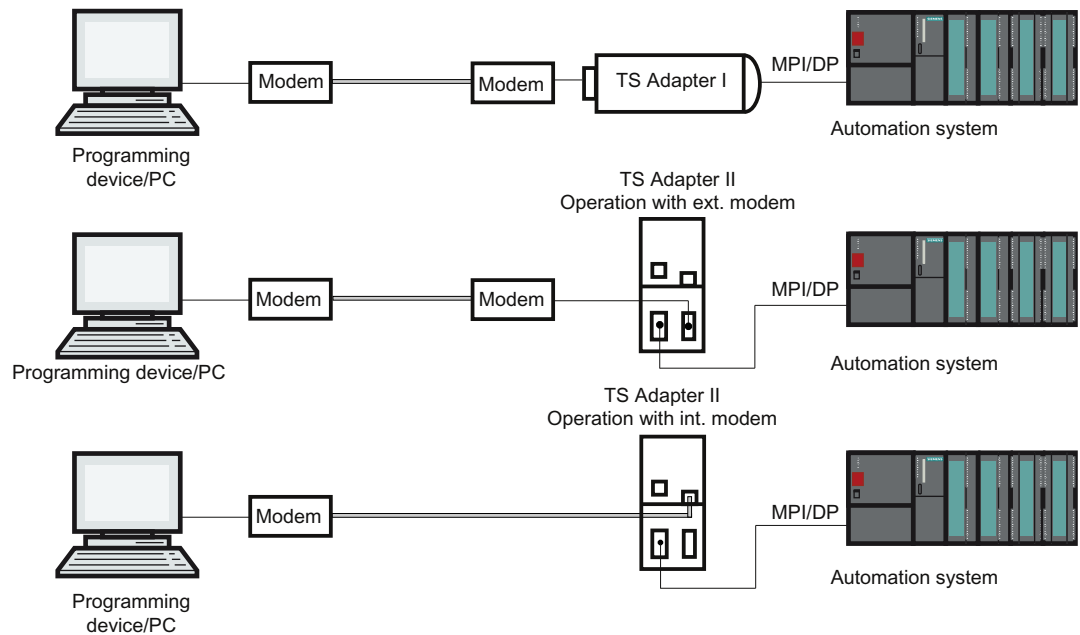 Modem
Modem
TS Adapter I
MPI/DP
Automation system
Programming
device/PC
TS Adapter II
Operation with ext. modem
Modem
Modem
MPI/DP
Programming device/PC
Automation system
TS Adapter II
Operation with int. modem
Modem
MPI/DP
Automation system
Programming
device/PC